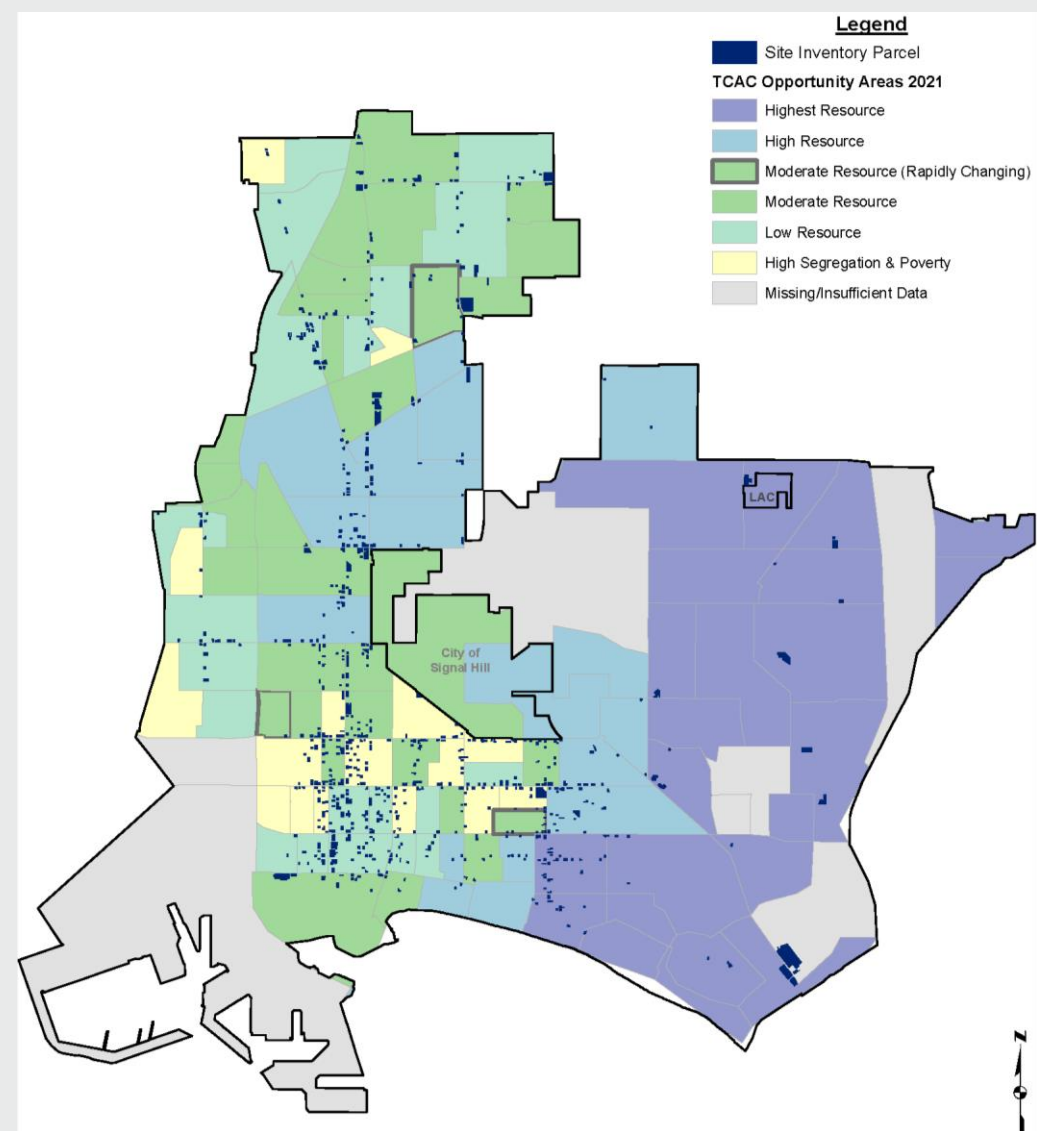 Legend
Site Inventory Parcel
TCAC Opportunity Areas 2021
Highest Resource
High Resource
Moderate Resource (Rapidly Changing)
Moderate Resource
Low Resource
High Segregation & Poverty
Missing/Insufficient Data
LAC
City of
Signal Hill
N